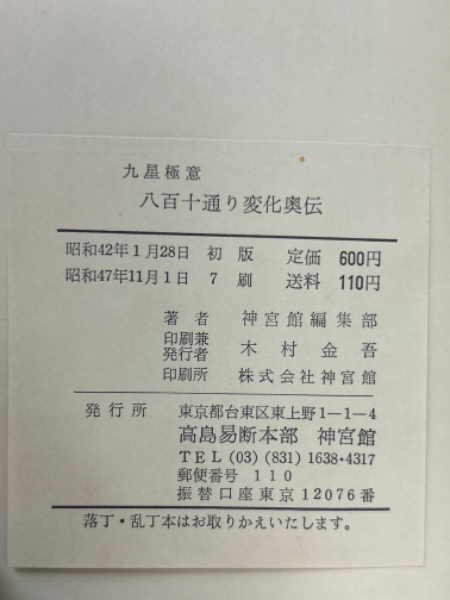 九星極意
八百十通り変化奥伝
昭和42年1月28日 初版 定価 600円
昭和47年11月1日 7刷 送料 110円
著者 神宮館編集部
印刷兼
発行者 木村金吾
印刷所 株式会社神宮館
発行所 東京都台東区東上野1-1-4
高島易断本部 神宮館
TEL (03) (831) 1638・4317
郵便番号 110
振替口座東京12076番
落丁・乱丁本はお取りかえいたします。